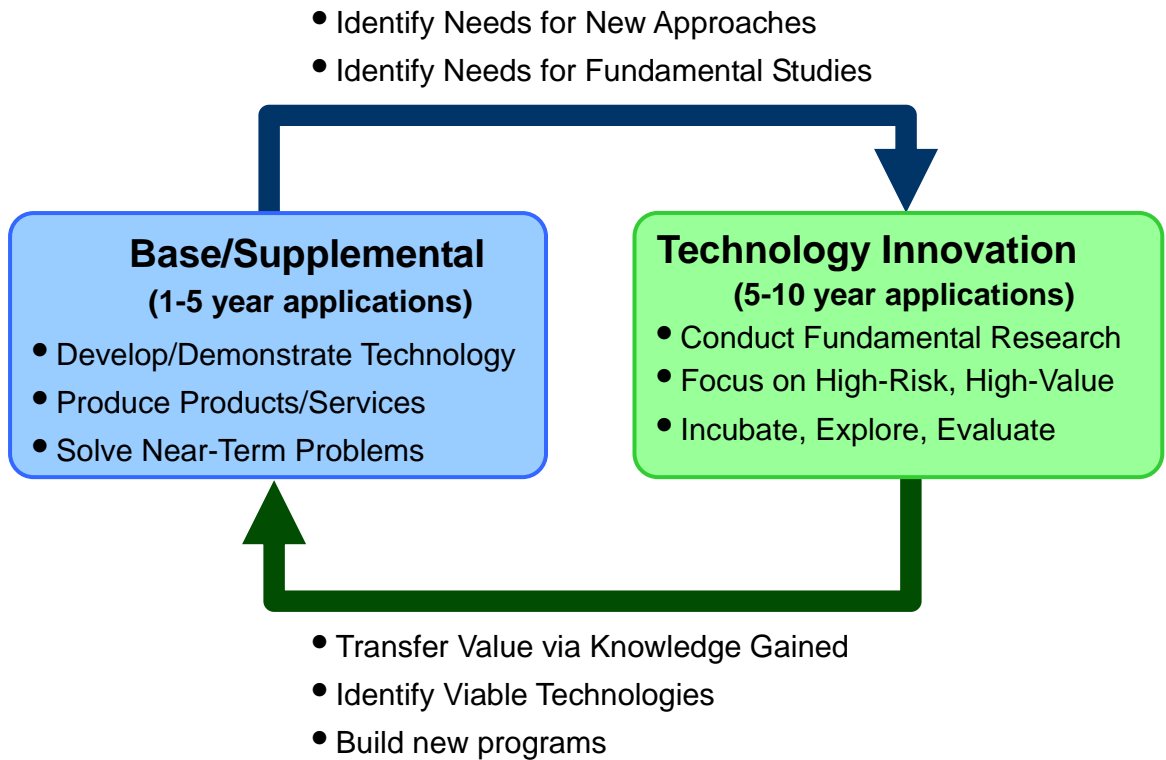 • Identify Needs for New Approaches
• Identify Needs for Fundamental Studies
Base/Supplemental
(1-5 year applications)
• Develop/Demonstrate Technology
• Produce Products/Services
• Solve Near-Term Problems
Technology Innovation
(5-10 year applications)
• Conduct Fundamental Research
• Focus on High-Risk, High-Value
• Incubate, Explore, Evaluate
• Transfer Value via Knowledge Gained
• Identify Viable Technologies
• Build new programs